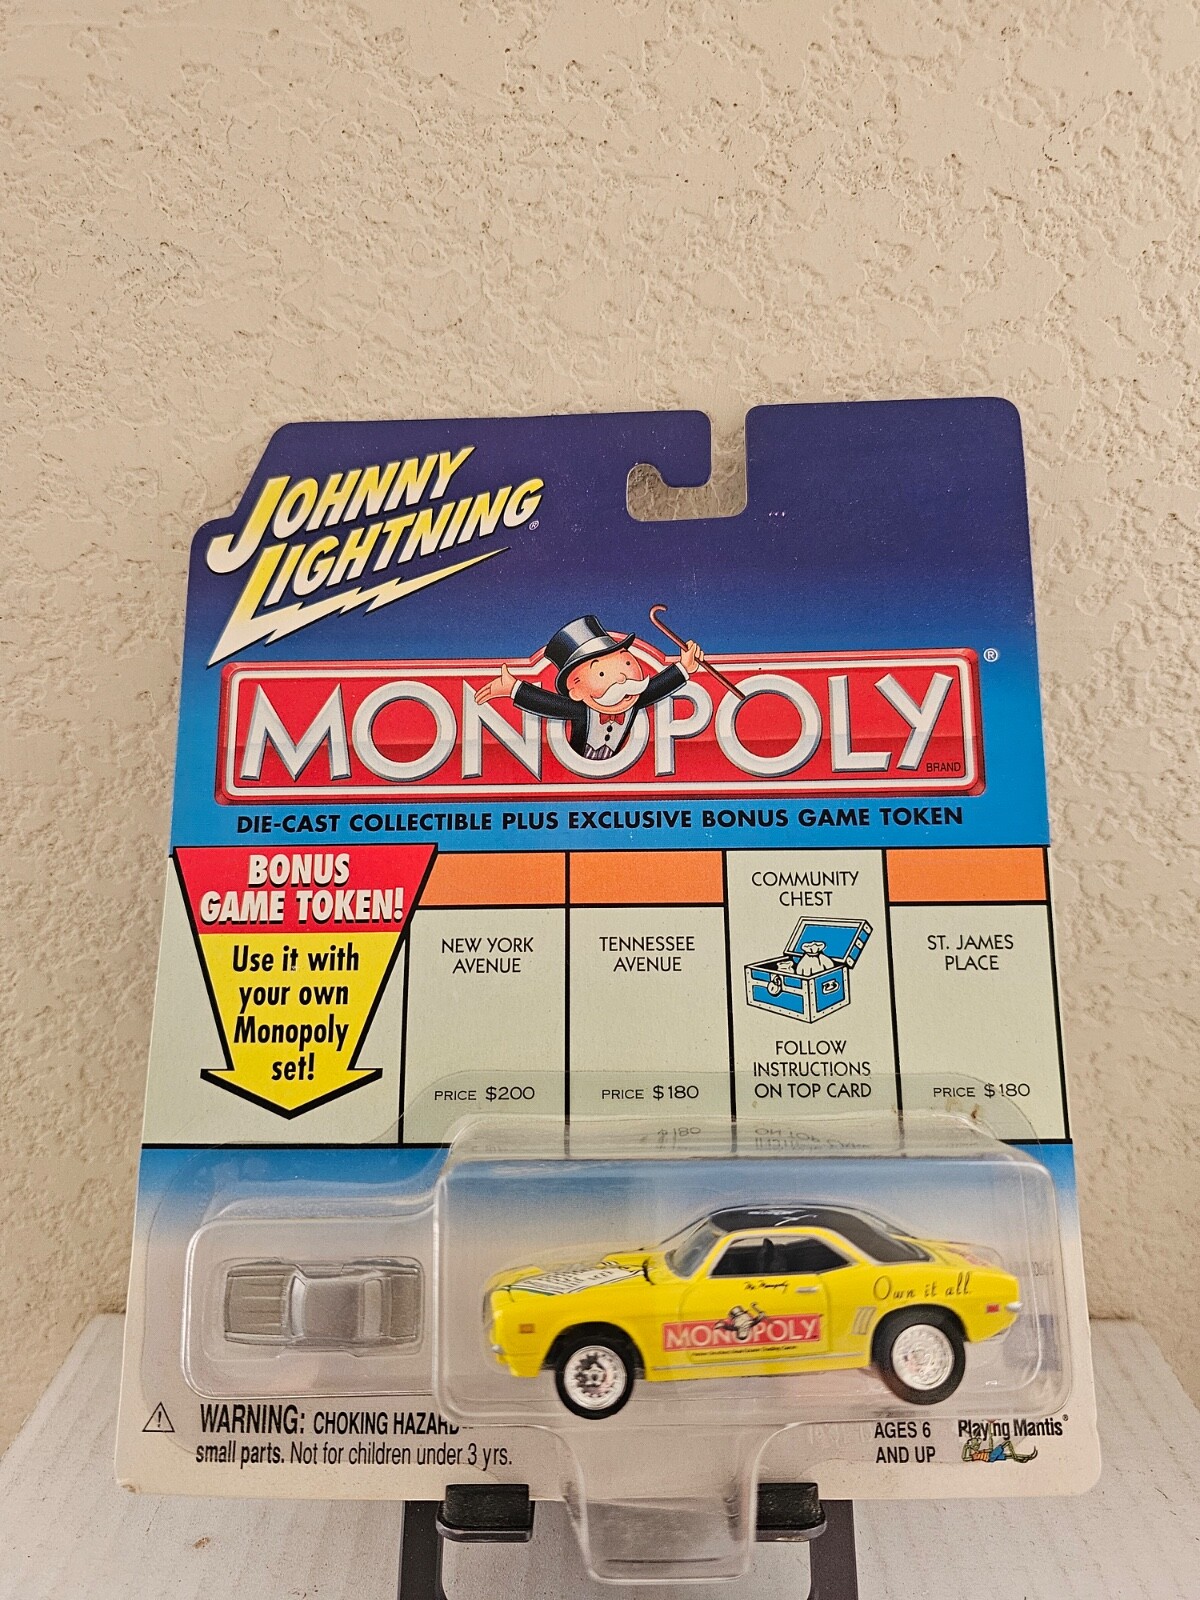 JOHNNY
LIGHTNING®
MONOPOLY®
BRAND
DIE-CAST COLLECTIBLE PLUS EXCLUSIVE BONUS GAME TOKEN
BONUS
GAME TOKEN!
Use it with
your own
Monopoly
set!
NEW YORK
AVENUE
PRICE $200
TENNESSEE
AVENUE
PRICE $180
COMMUNITY
CHEST
FOLLOW
INSTRUCTIONS
ON TOP CARD
ST. JAMES
PLACE
PRICE $180
Own it all.
MONOPOLY
WARNING: CHOKING HAZARD--
small parts. Not for children under 3 yrs.
AGES 6
AND UP
Playing Mantis®